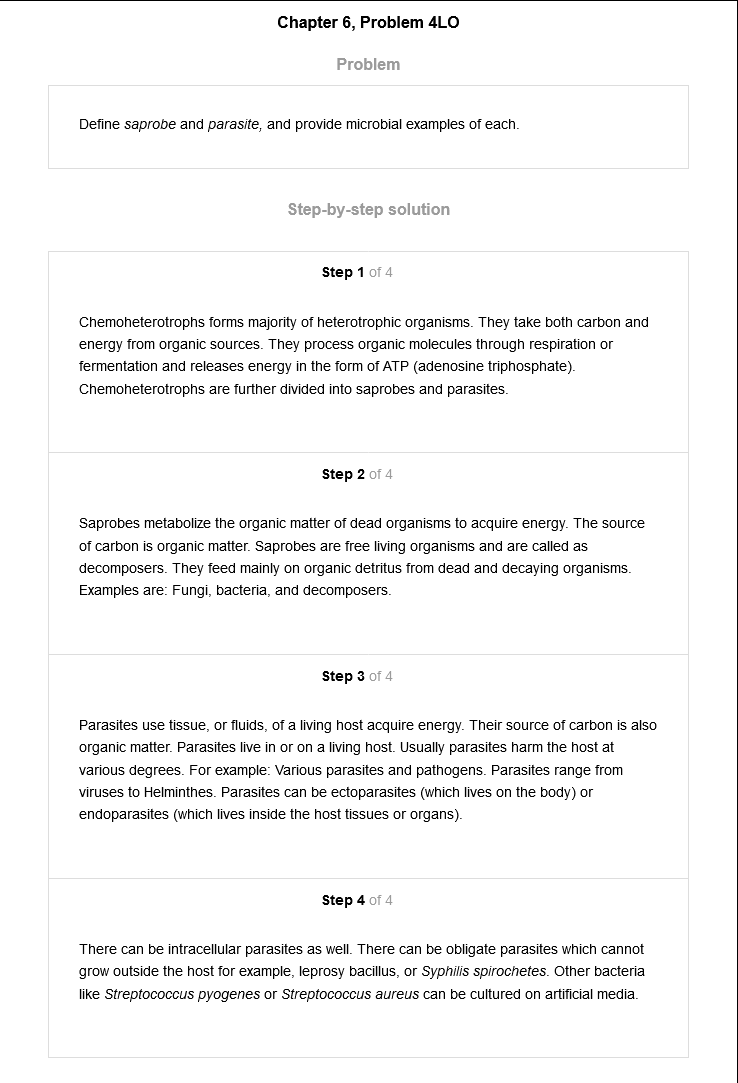 Chapter 6, Problem 4LO
Problem
Define saprobe and parasite, and provide microbial examples of each.
Step-by-step solution
Step 1 of 4
Chemoheterotrophs forms majority of heterotrophic organisms. They take both carbon and
energy from organic sources. They process organic molecules through respiration or
fermentation and releases energy in the form of ATP (adenosine triphosphate).
Chemoheterotrophs are further divided into saprobes and parasites.
Step 2 of 4
Saprobes metabolize the organic matter of dead organisms to acquire energy. The source
of carbon is organic matter. Saprobes are free living organisms and are called as
decomposers. They feed mainly on organic detritus from dead and decaying organisms.
Examples are: Fungi, bacteria, and decomposers.
Step 3 of 4
Parasites use tissue, or fluids, of a living host acquire energy. Their source of carbon is also
organic matter. Parasites live in or on a living host. Usually parasites harm the host at
various degrees. For example: Various parasites and pathogens. Parasites range from
viruses to Helminthes. Parasites can be ectoparasites (which lives on the body) or
endoparasites (which lives inside the host tissues or organs).
Step 4 of 4
There can be intracellular parasites as well. There can be obligate parasites which cannot
grow outside the host for example, leprosy bacillus, or Syphilis spirochetes. Other bacteria
like Streptococcus pyogenes or Streptococcus aureus can be cultured on artificial media.